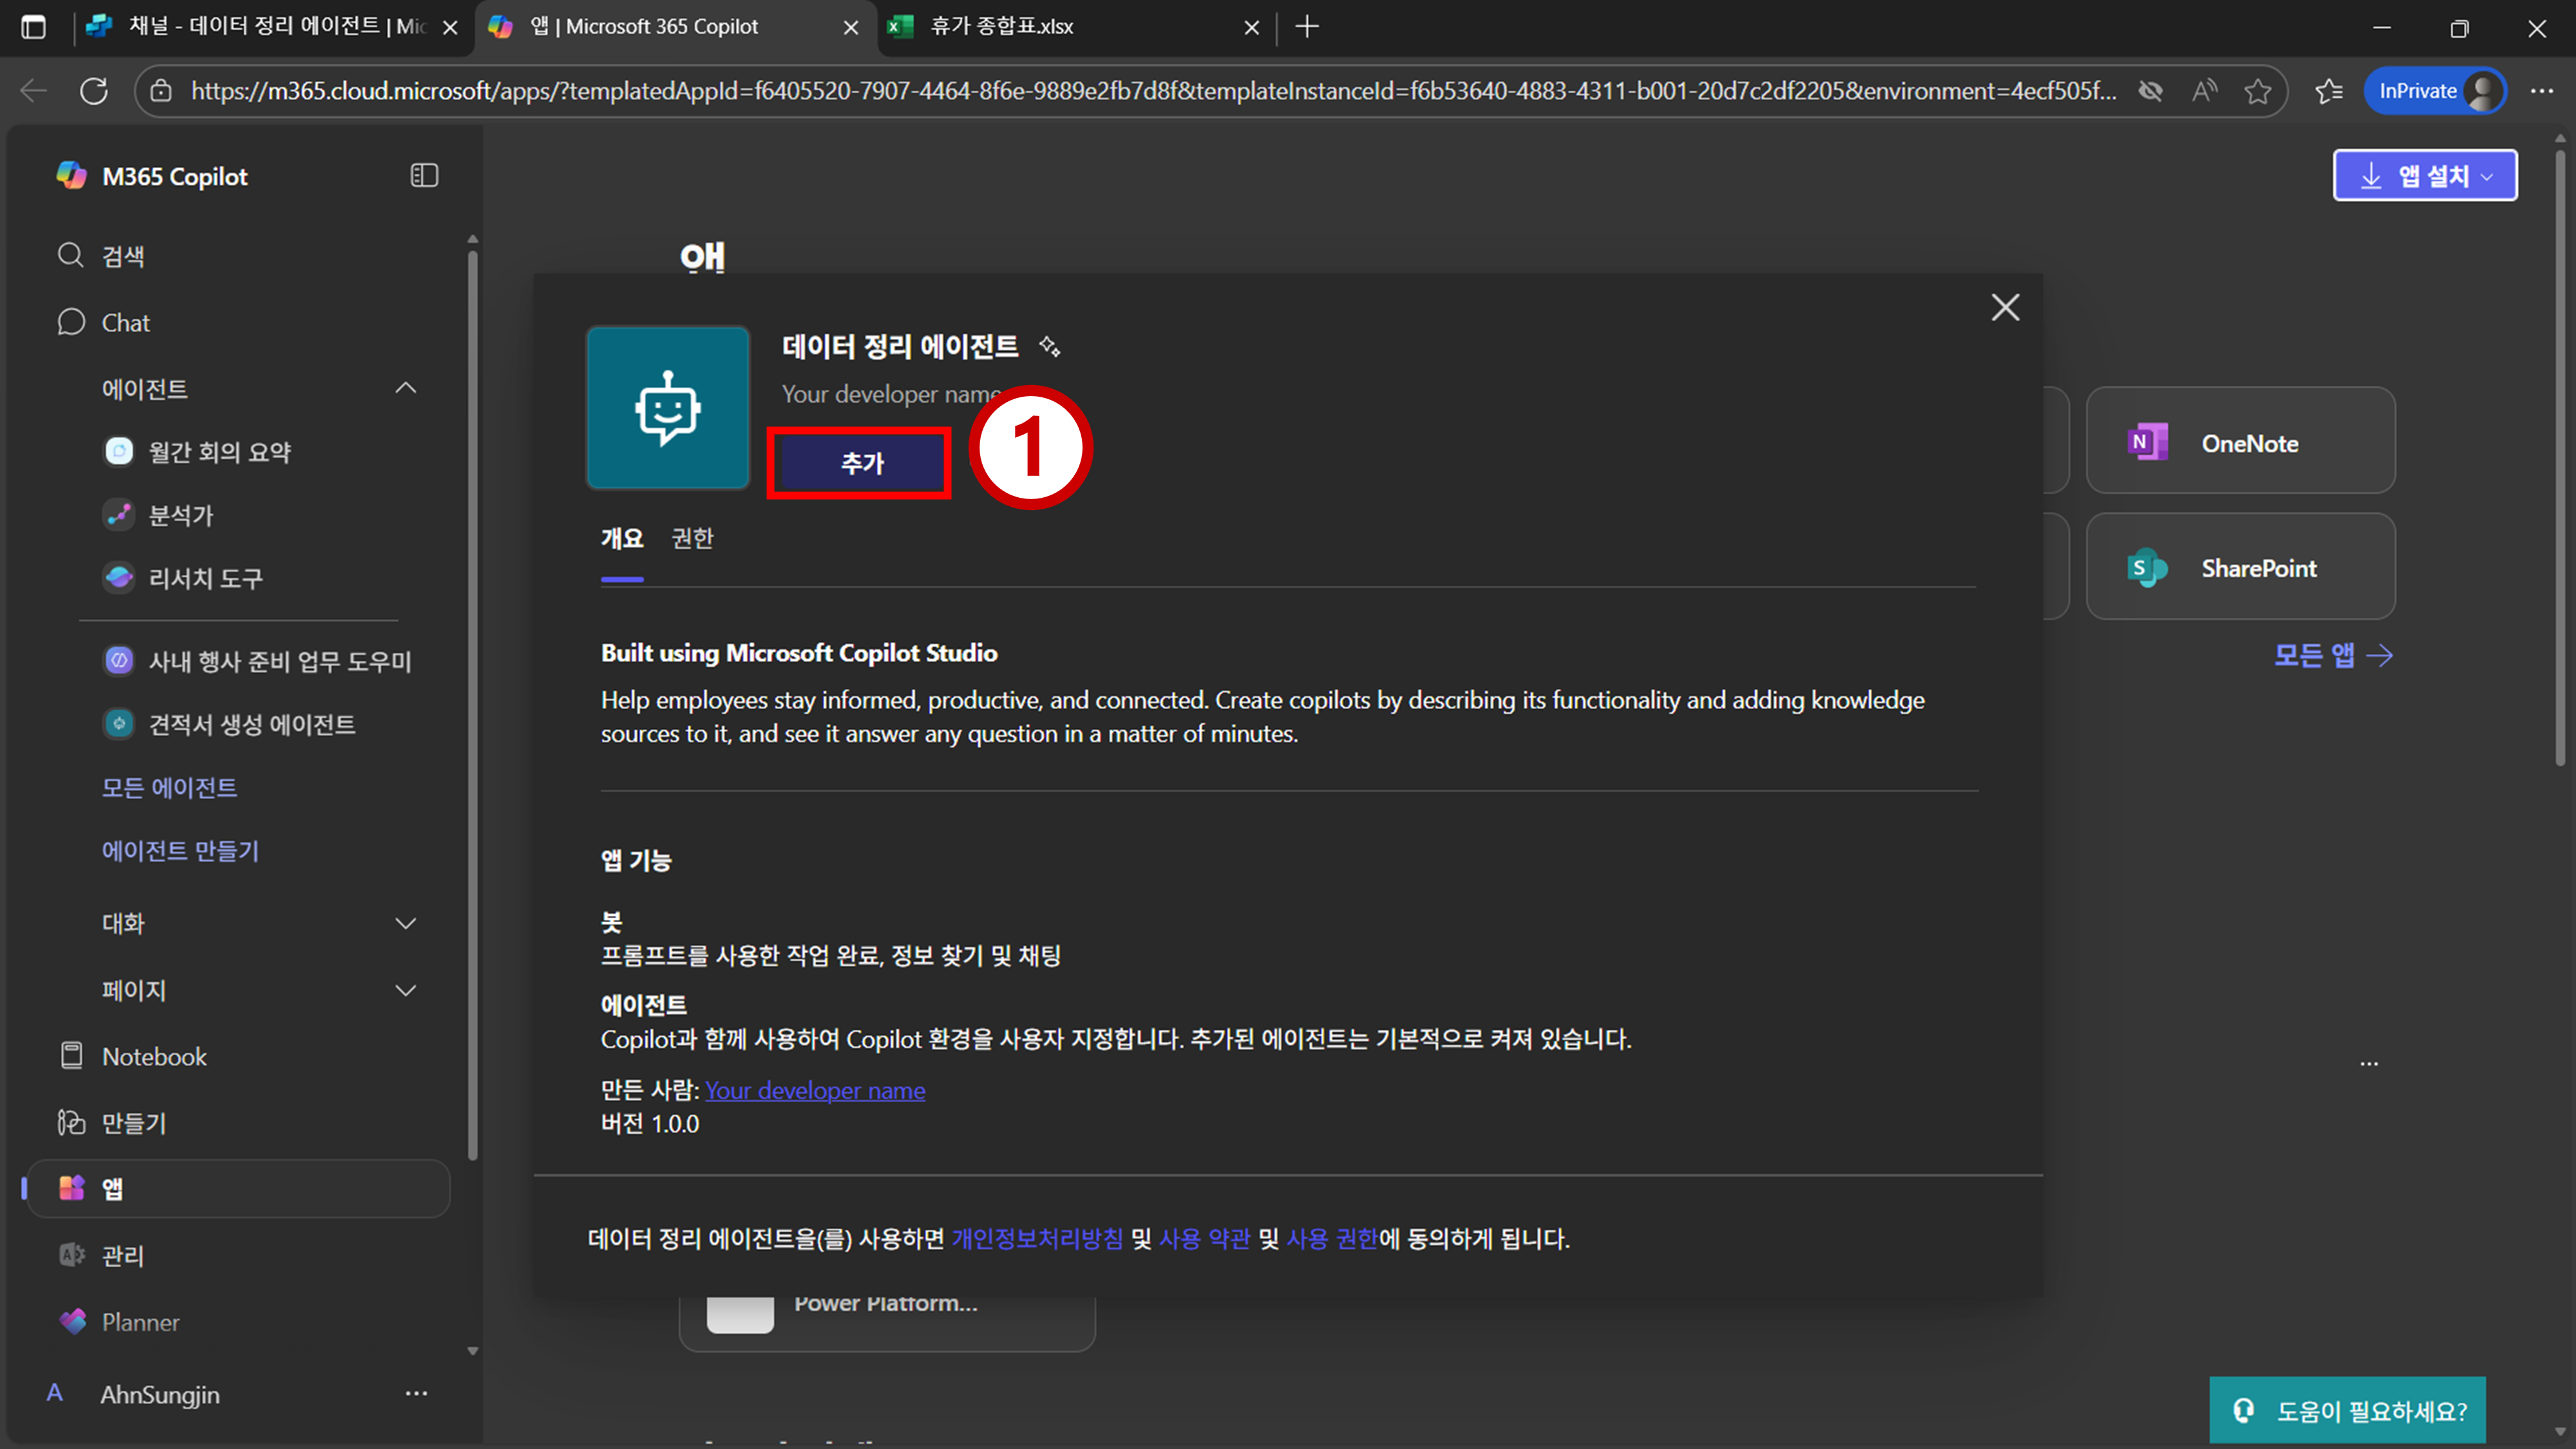 채널 - 데이터 정리 에이전트 | Mic
앱 | Microsoft 365 Copilot
휴가 종합표.xlsx
https://m365.cloud.microsoft/apps/?templatedAppId=f6405520-7907-4464-8f6e-9889e2fb7d8f&templateInstanceId=f6b53640-4883-4311-b001-20d7c2df2205&environment=4ecf505f...
InPrivate
M365 Copilot
앱 설치
검색
Chat
에이전트
월간 회의 요약
분석가
리서치 도구
사내 행사 준비 업무 도우미
견적서 생성 에이전트
모든 에이전트
에이전트 만들기
대화
페이지
Notebook
만들기
앱
관리
Planner
A AhnSungjin
앱
데이터 정리 에이전트
Your developer name
추가
1
개요 권한
Built using Microsoft Copilot Studio
Help employees stay informed, productive, and connected. Create copilots by describing its functionality and adding knowledge
sources to it, and see it answer any question in a matter of minutes.
앱 기능
봇
프롬프트를 사용한 작업 완료, 정보 찾기 및 채팅
에이전트
Copilot과 함께 사용하여 Copilot 환경을 사용자 지정합니다. 추가된 에이전트는 기본적으로 켜져 있습니다.
만든 사람: Your developer name
버전 1.0.0
데이터 정리 에이전트을(를) 사용하면 개인정보처리방침 및 사용 약관 및 사용 권한에 동의하게 됩니다.
OneNote
SharePoint
모든 앱
Power Platform...
도움이 필요하세요?